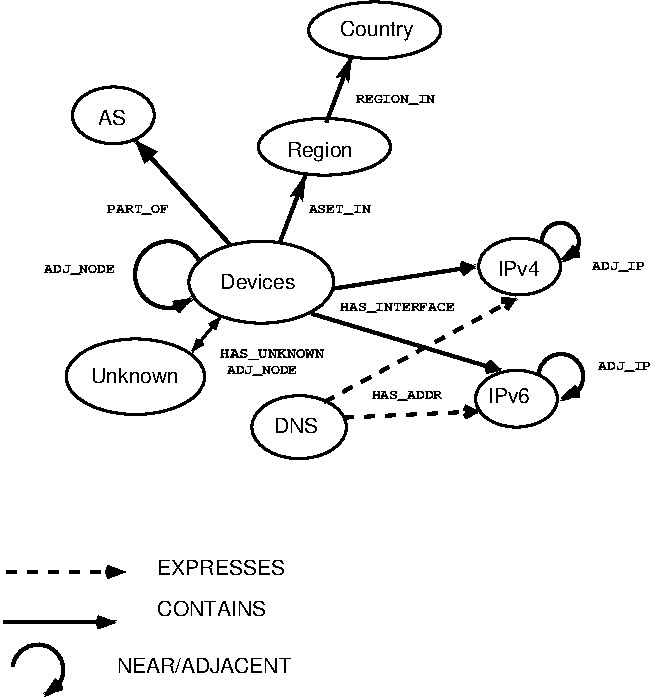 Country
REGION_IN
AS
Region
PART_OF
ASET_IN
ADJ_NODE
Devices
IPv4
ADJ_IP
HAS_INTERFACE
HAS_UNKNOWN
ADJ_NODE
Unknown
ADJ_IP
HAS_ADDR
IPv6
DNS
EXPRESSES
CONTAINS
NEAR/ADJACENT